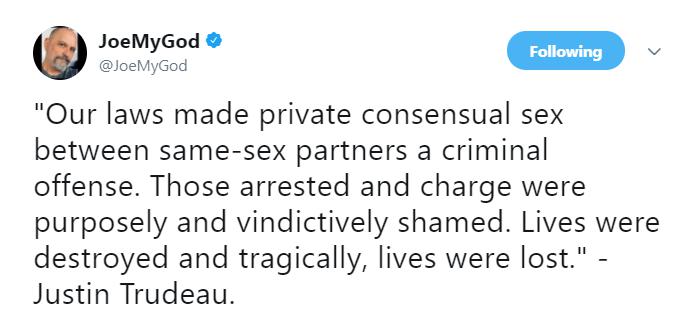 JoeMyGod
@JoeMyGod
Following
"Our laws made private consensual sex
between same-sex partners a criminal
offense. Those arrested and charge were
purposely and vindictively shamed. Lives were
destroyed and tragically, lives were lost." -
Justin Trudeau.